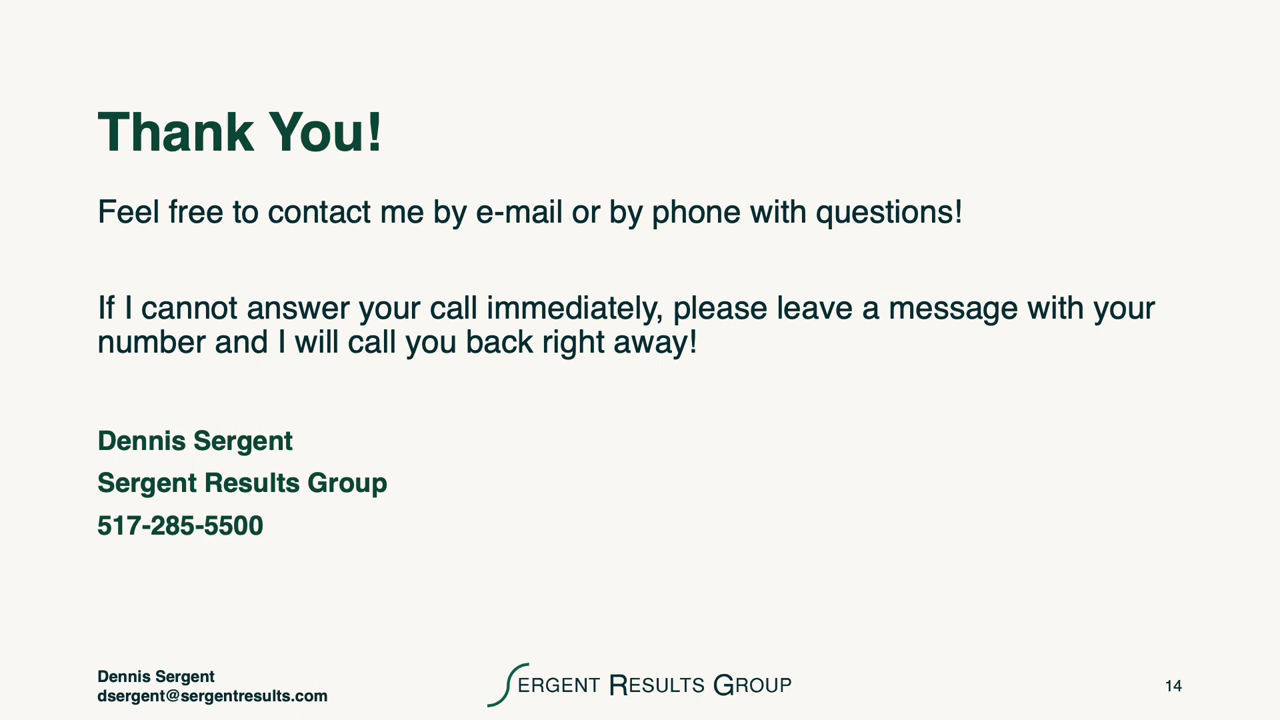 Thank You!
Feel free to contact me by e-mail or by phone with questions!
If I cannot answer your call immediately, please leave a message with your
number and I will call you back right away!
Dennis Sergent
Sergent Results Group
517-285-5500
Dennis Sergent
dsergent@sergentresults.com
SERGENT RESULTS GROUP
14